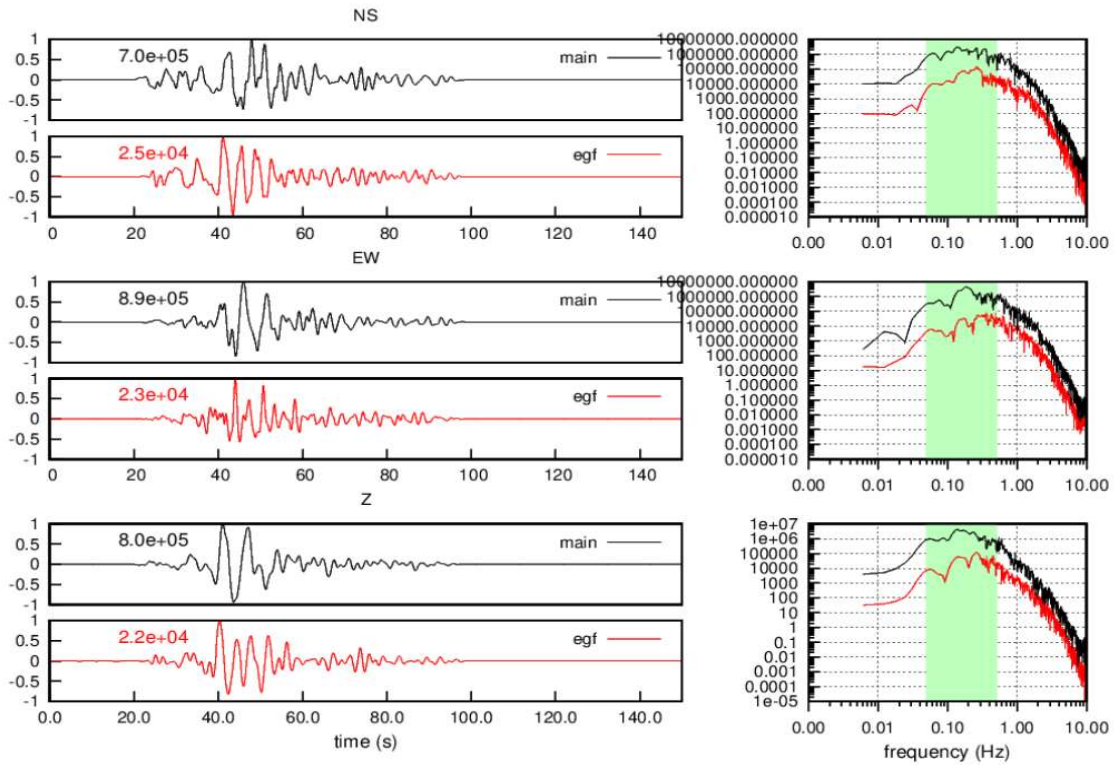 NS
1
0.5
0
-0.5
-1
7.0e+05
main
1
0.5
0
-0.5
-1
2.5e+04
egf
0 20 40 60 80 100 120 140
10000000.000000
1000000.000000
100000.000000
10000.000000
1000.000000
100.000000
10.000000
1.000000
0.100000
0.010000
0.001000
0.000100
0.000010
0.00 0.01 0.10 1.00 10.00
EW
1
0.5
0
-0.5
-1
8.9e+05
main
1
0.5
0
-0.5
-1
2.3e+04
egf
0 20 40 60 80 100 120 140
10000000.000000
1000000.000000
100000.000000
10000.000000
1000.000000
100.000000
10.000000
1.000000
0.100000
0.010000
0.001000
0.000100
0.000010
0.00 0.01 0.10 1.00 10.00
Z
1
0.5
0
-0.5
-1
8.0e+05
main
1
0.5
0
-0.5
-1
2.2e+04
egf
0.0 20.0 40.0 60.0 80.0 100.0 120.0 140.0
time (s)
1e+07
1e+06
100000
10000
1000
100
10
1
0.1
0.01
0.001
0.0001
1e-05
0.00 0.01 0.10 1.00 10.00
frequency (Hz)